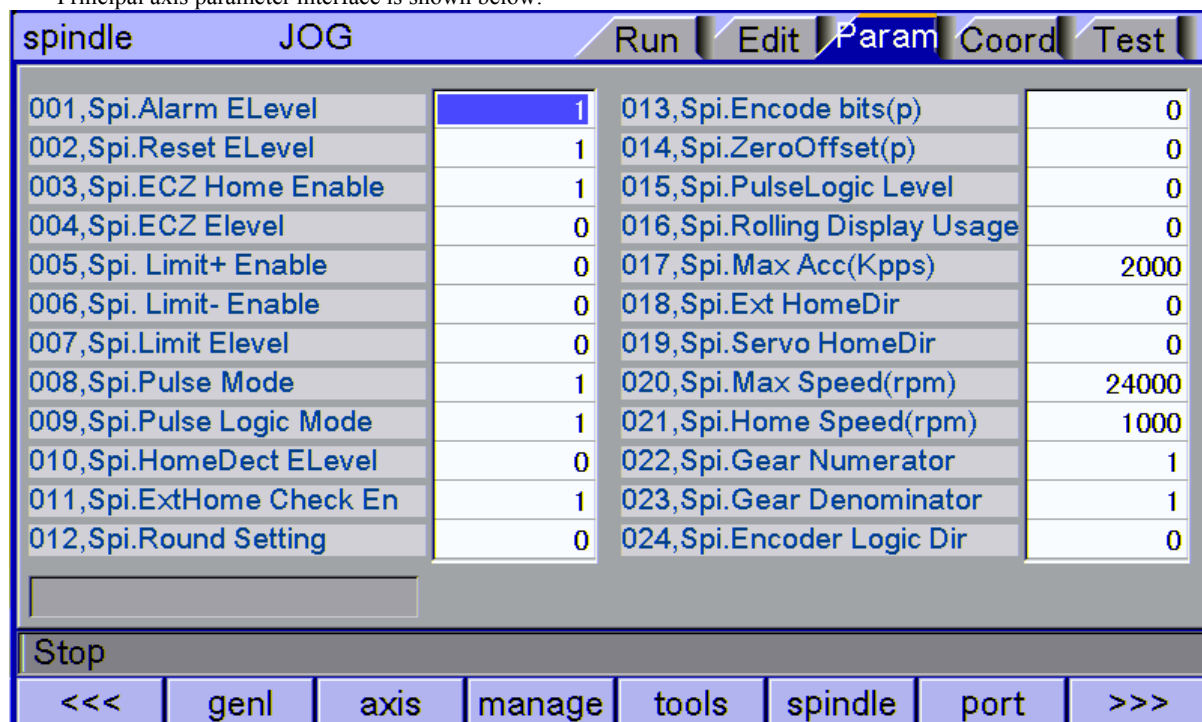 Principal axis parameter interface is shown below:
spindle JOG Run Edit Param Coord Test
001,Spi.Alarm ELevel 1 013,Spi.Encode bits(p) 0
002,Spi.Reset ELevel 1 014,Spi.ZeroOffset(p) 0
003,Spi.ECZ Home Enable 1 015,Spi.PulseLogic Level 0
004,Spi.ECZ Elevel 0 016,Spi.Rolling Display Usage 0
005,Spi. Limit+ Enable 0 017,Spi.Max Acc(Kpps) 2000
006,Spi. Limit- Enable 0 018,Spi.Ext HomeDir 0
007,Spi.Limit Elevel 0 019,Spi.Servo HomeDir 0
008,Spi.Pulse Mode 1 020,Spi.Max Speed(rpm) 24000
009,Spi.Pulse Logic Mode 1 021,Spi.Home Speed(rpm) 1000
010,Spi.HomeDect ELevel 0 022,Spi.Gear Numerator 1
011,Spi.ExtHome Check En 1 023,Spi.Gear Denominator 1
012,Spi.Round Setting 0 024,Spi.Encoder Logic Dir 0
Stop
<<< genl axis manage tools spindle port >>>